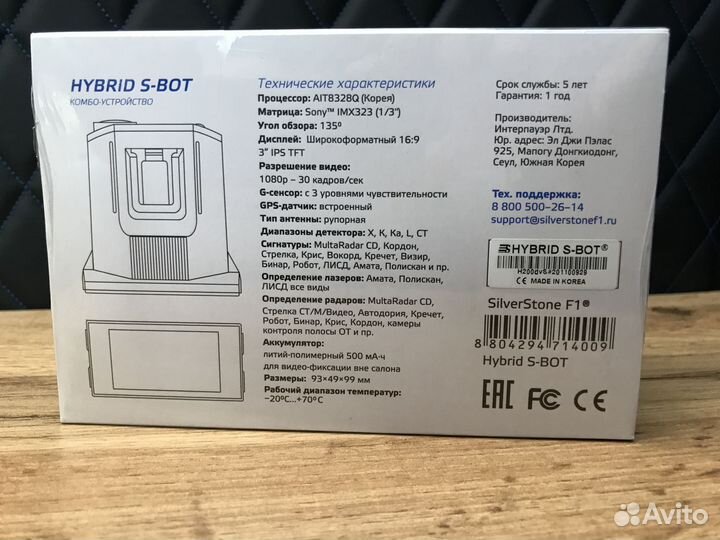 HYBRID S-BOT
КОМБО-УСТРОЙСТВО
Технические характеристики
Процессор: AIT8328Q (Корея)
Матрица: Sony™ IMX323 (1/3")
Угол обзора: 135º
Дисплей: Широкоформатный 16:9
3" IPS TFT
Разрешение видео:
1080p – 30 кадров/сек
G-сенсор: с 3 уровнями чувствительности
GPS-датчик: встроенный
Тип антенны: рупорная
Диапазоны детектора: X, K, Ka, L, CT
Сигнатуры: MultaRadar CD, Кордон,
Стрелка, Крис, Вокорд, Кречет, Визир,
Бинар, Робот, ЛИСД, Амата, Полискан и пр.
Определение лазеров: Амата, Полискан,
ЛИСД все виды
Определение радаров: MultaRadar CD,
Стрелка СТ/М/Видео, Автодория, Кречет,
Робот, Бинар, Крис, Кордон, камеры
контроля полосы ОТ и пр.
Аккумулятор:
литий-полимерный 500 мА·ч
для видео-фиксации вне салона
Размеры: 93×49×99 мм
Рабочий диапазон температур:
–20ºС...+70ºС
Срок службы: 5 лет
Гарантия: 1 год
Производитель:
Интерпауэр Лтд.
Юр. адрес: Эл Джи Пэлас
925, Мапогу Донгкиодонг,
Сеул, Южная Корея
Тех. поддержка:
8 800 500-26-14
support@silverstonef1.ru
HYBRID S-BOT®
H200dvS#201100929
CE MADE IN KOREA
SilverStone F1®
8 804294 714009
Hybrid S-BOT
EAC FC CE
Avito